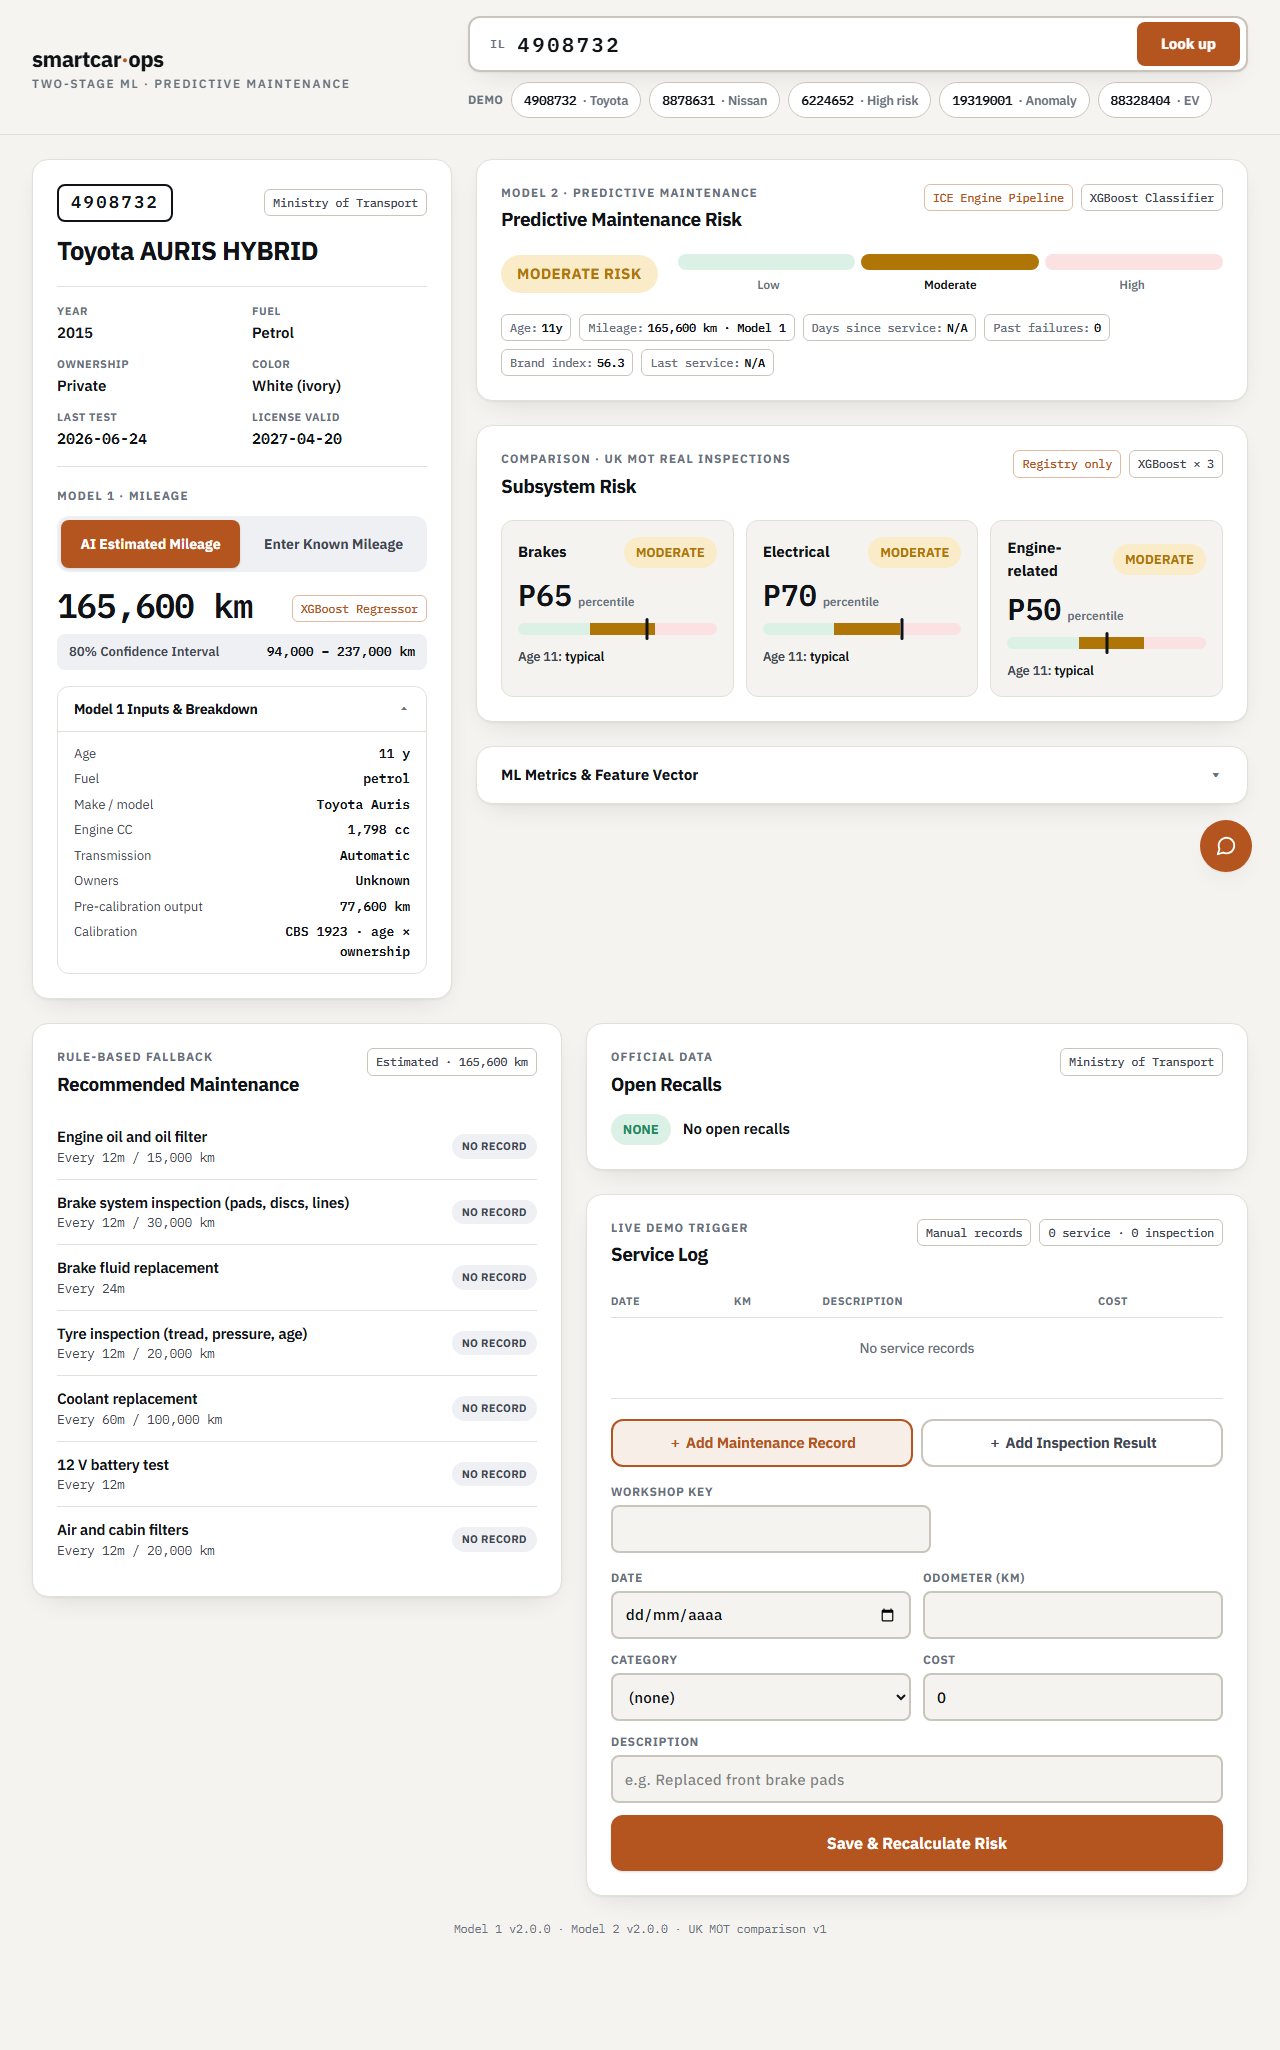 smartcar·ops
TWO-STAGE ML · PREDICTIVE MAINTENANCE
IL 4908732
Look up
DEMO 4908732 · Toyota 8878631 · Nissan 6224652 · High risk 19319001 · Anomaly 88328404 · EV
4908732
Ministry of Transport
Toyota AURIS HYBRID
YEAR FUEL
2015 Petrol
OWNERSHIP COLOR
Private White (ivory)
LAST TEST LICENSE VALID
2026-06-24 2027-04-20
MODEL 1 · MILEAGE
AI Estimated Mileage Enter Known Mileage
165,600 km XGBoost Regressor
80% Confidence Interval 94,000 – 237,000 km
Model 1 Inputs & Breakdown
Age 11 y
Fuel petrol
Make / model Toyota Auris
Engine CC 1,798 cc
Transmission Automatic
Owners Unknown
Pre-calibration output 77,600 km
Calibration CBS 1923 · age ×
ownership
MODEL 2 · PREDICTIVE MAINTENANCE
ICE Engine Pipeline XGBoost Classifier
Predictive Maintenance Risk
MODERATE RISK
Low Moderate High
Age: 11y Mileage: 165,600 km · Model 1 Days since service: N/A Past failures: 0
Brand index: 56.3 Last service: N/A
COMPARISON · UK MOT REAL INSPECTIONS
Registry only XGBoost × 3
Subsystem Risk
Brakes MODERATE
P65 percentile
Age 11: typical
Electrical MODERATE
P70 percentile
Age 11: typical
Engine-
related
MODERATE
P50 percentile
Age 11: typical
ML Metrics & Feature Vector
RULE-BASED FALLBACK
Estimated · 165,600 km
Recommended Maintenance
Engine oil and oil filter
Every 12m / 15,000 km
NO RECORD
Brake system inspection (pads, discs, lines)
Every 12m / 30,000 km
NO RECORD
Brake fluid replacement
Every 24m
NO RECORD
Tyre inspection (tread, pressure, age)
Every 12m / 20,000 km
NO RECORD
Coolant replacement
Every 60m / 100,000 km
NO RECORD
12 V battery test
Every 12m
NO RECORD
Air and cabin filters
Every 12m / 20,000 km
NO RECORD
OFFICIAL DATA
Ministry of Transport
Open Recalls
NONE No open recalls
LIVE DEMO TRIGGER
Manual records 0 service · 0 inspection
Service Log
DATE KM DESCRIPTION COST
No service records
+ Add Maintenance Record + Add Inspection Result
WORKSHOP KEY
DATE ODOMETER (KM)
dd/mm/aaaa
CATEGORY COST
(none) 0
DESCRIPTION
e.g. Replaced front brake pads
Save & Recalculate Risk
Model 1 v2.0.0 · Model 2 v2.0.0 · UK MOT comparison v1